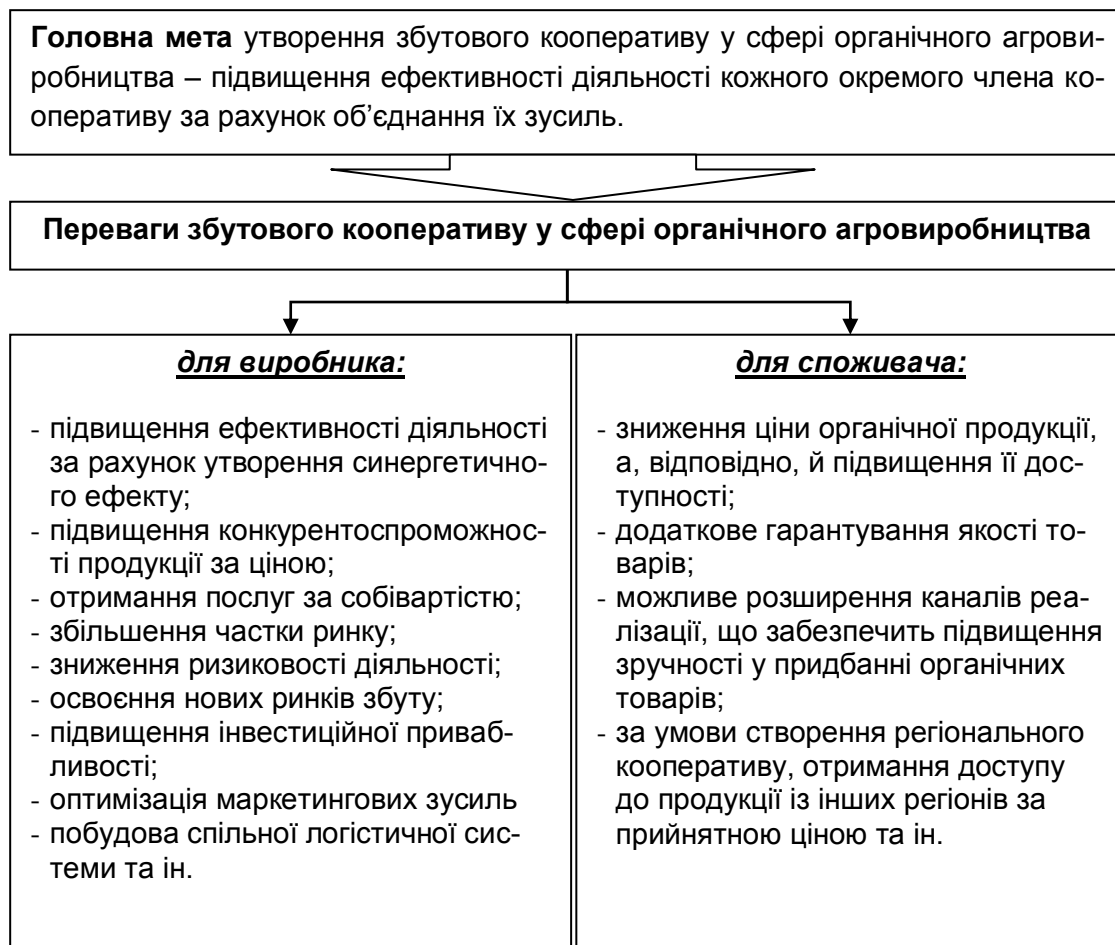 Головна мета утворення збутового кооперативу у сфері органічного агрови-
робництва – підвищення ефективності діяльності кожного окремого члена ко-
оперативу за рахунок об’єднання їх зусиль.
Переваги збутового кооперативу у сфері органічного агровиробництва
для виробника:
- підвищення ефективності діяльності
за рахунок утворення синергетично-
го ефекту;
- підвищення конкурентоспроможнос-
ті продукції за ціною;
- отримання послуг за собівартістю;
- збільшення частки ринку;
- зниження ризиковості діяльності;
- освоєння нових ринків збуту;
- підвищення інвестиційної приваб-
ливості;
- оптимізація маркетингових зусиль
- побудова спільної логістичної сис-
теми та ін.
для споживача:
- зниження ціни органічної продукції,
а, відповідно, й підвищення її дос-
тупності;
- додаткове гарантування якості то-
варів;
- можливе розширення каналів реа-
лізації, що забезпечить підвищення
зручності у придбанні органічних
товарів;
- за умови створення регіонального
кооперативу, отримання доступу
до продукції із інших регіонів за
прийнятною ціною та ін.